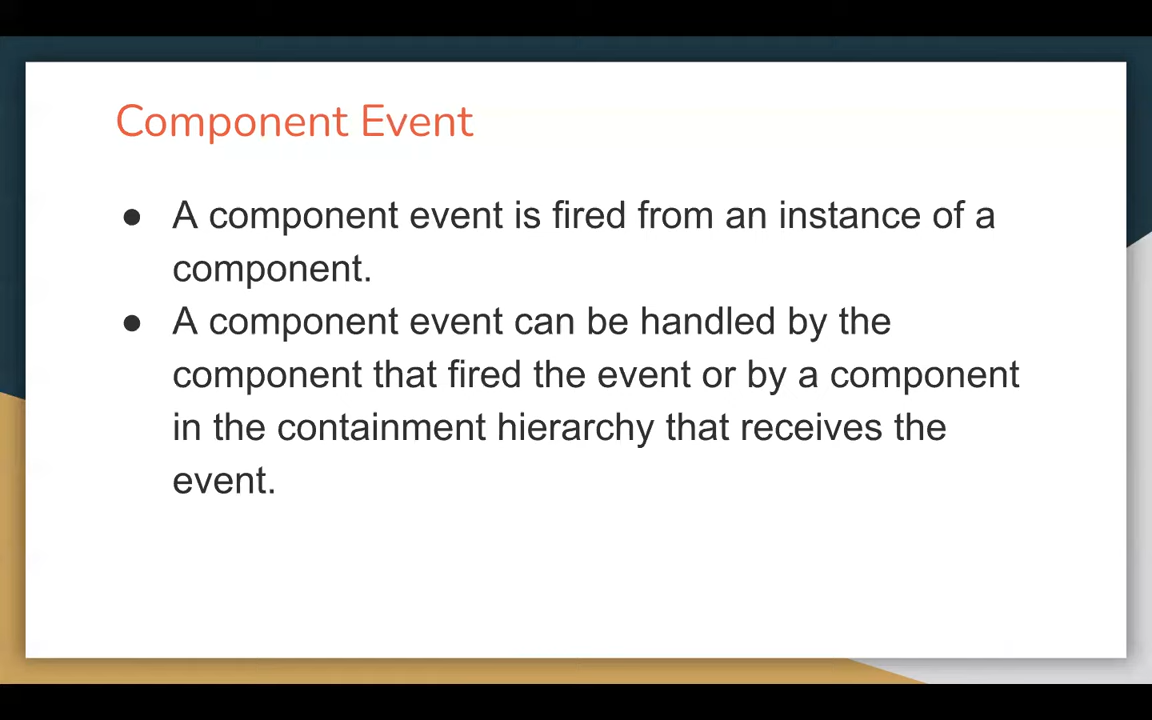 Component Event
● A component event is fired from an instance of a
component.
● A component event can be handled by the
component that fired the event or by a component
in the containment hierarchy that receives the
event.